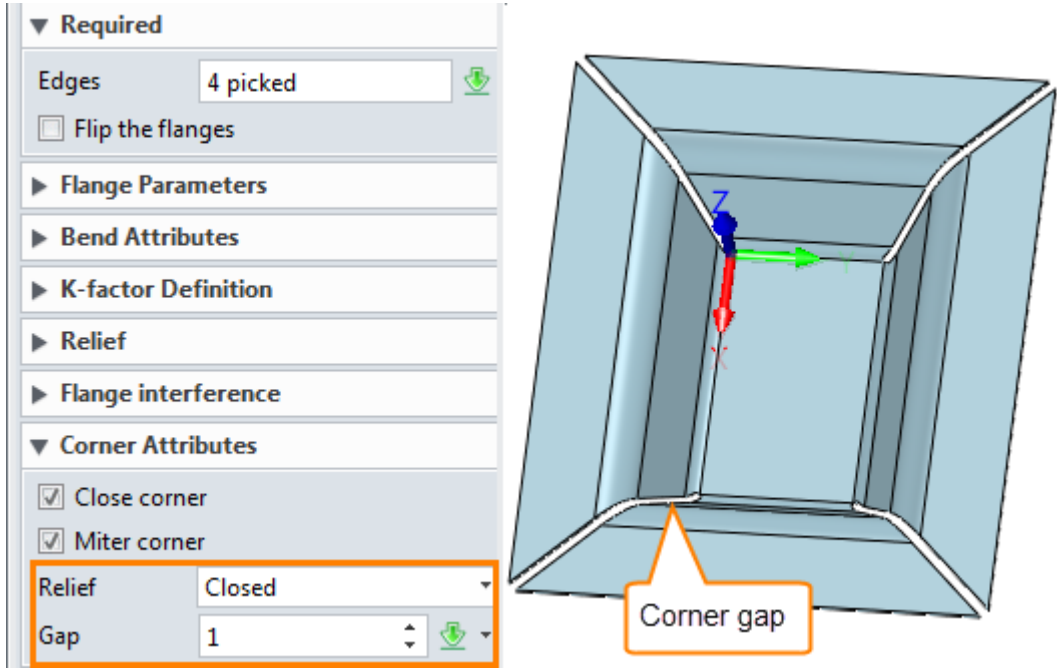 Required
Edges 4 picked
Flip the flanges
Flange Parameters
Bend Attributes
K-factor Definition
Relief
Flange interference
Corner Attributes
Close corner
Miter corner
Relief Closed
Gap 1
Z
Y
X
Corner gap